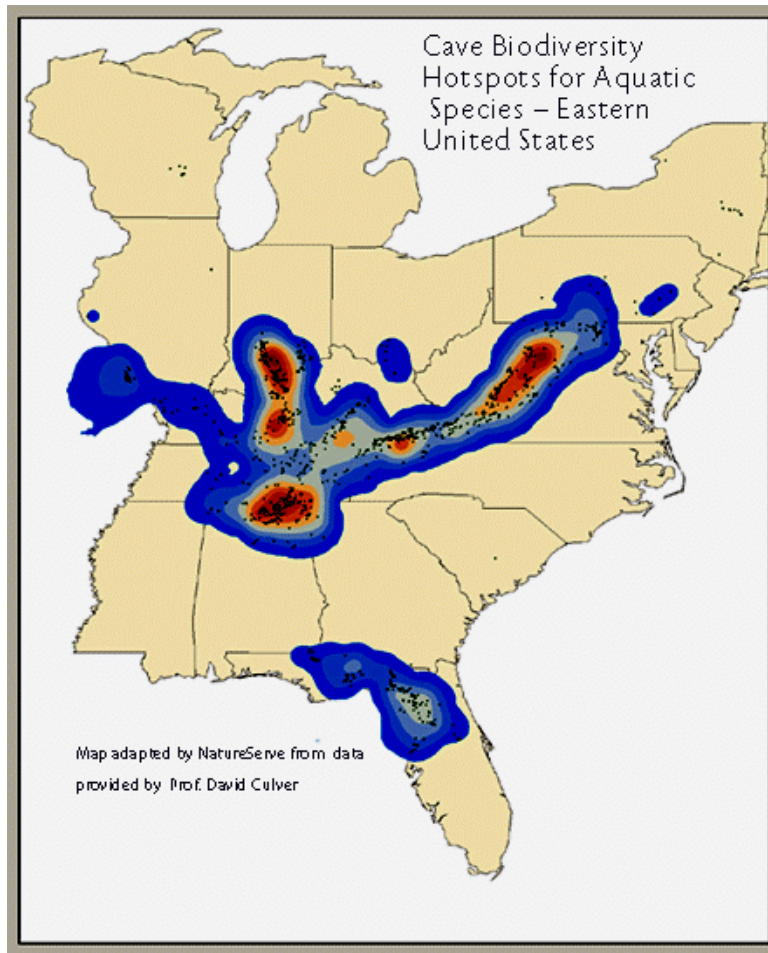 Cave Biodiversity
Hotspots for Aquatic
Species – Eastern
United States
Map adapted by NatureServe from data
provided by Prof. David Culver